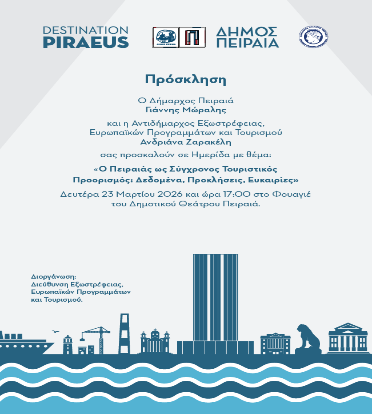 DESTINATION
PIRAEUS
ΔΗΜΟΣ
ΠΕΙΡΑΙΑ
Πρόσκληση
Ο Δήμαρχος Πειραιά
Γιάννης Μώραλης
και η Αντιδήμαρχος Εξωστρέφειας,
Ευρωπαϊκών Προγραμμάτων και Τουρισμού
Ανδριάνα Ζαρακέλη
σας προσκαλούν σε Ημερίδα με θέμα:
«Ο Πειραιάς ως Σύγχρονος Τουριστικός
Προορισμός: Δεδομένα, Προκλήσεις, Ευκαιρίες»
Δευτέρα 23 Μαρτίου 2026 και ώρα 17:00 στο Φουαγιέ
του Δημοτικού Θεάτρου Πειραιά.
Διοργάνωση:
Διεύθυνση Εξωστρέφειας,
Ευρωπαϊκών Προγραμμάτων
και Τουρισμού.